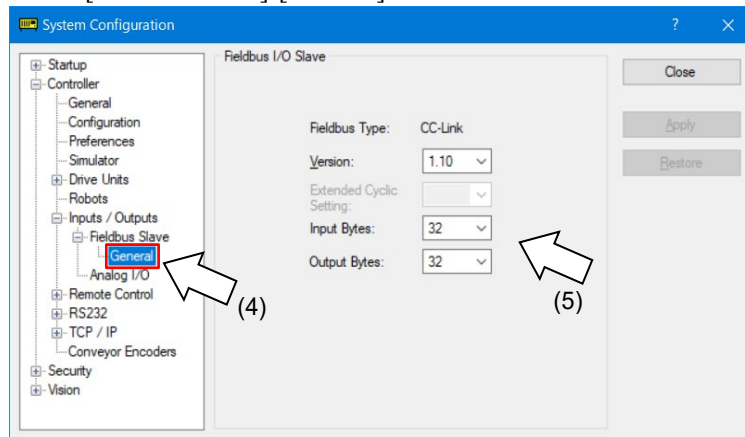 System Configuration
? ×
Startup
Controller
General
Configuration
Preferences
Simulator
Drive Units
Robots
Inputs / Outputs
Fieldbus Slave
General
Analog I/O
Remote Control
RS232
TCP / IP
Conveyor Encoders
Security
Vision
(4)
Fieldbus I/O Slave
Fieldbus Type: CC-Link
Version: 1.10
Extended Cyclic
Setting:
Input Bytes: 32
Output Bytes: 32
(5)
Close
Apply
Restore